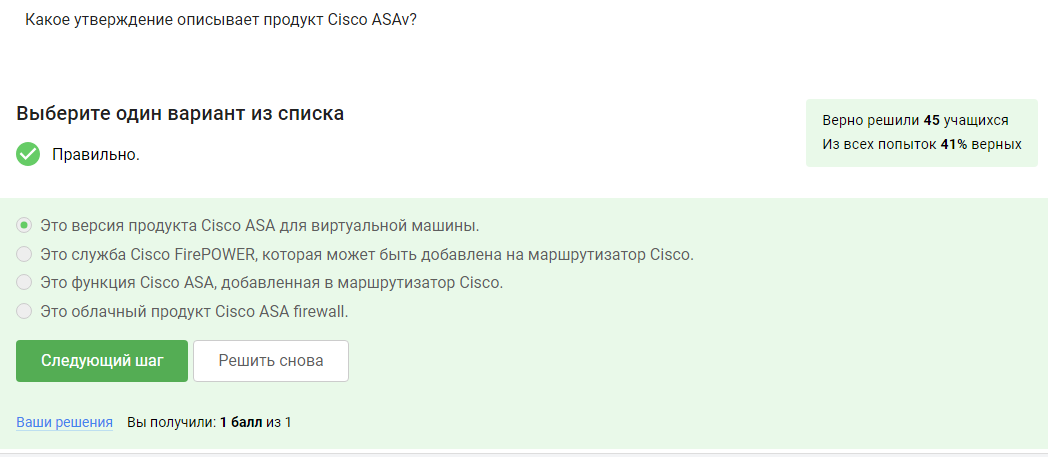 Какое утверждение описывает продукт Cisco ASAv?
Выберите один вариант из списка
Правильно.
Верно решили 45 учащихся
Из всех попыток 41% верных
Это версия продукта Cisco ASA для виртуальной машины.
Это служба Cisco FirePOWER, которая может быть добавлена на маршрутизатор Cisco.
Это функция Cisco ASA, добавленная в маршрутизатор Cisco.
Это облачный продукт Cisco ASA firewall.
Следующий шаг
Решить снова
Ваши решения Вы получили: 1 балл из 1